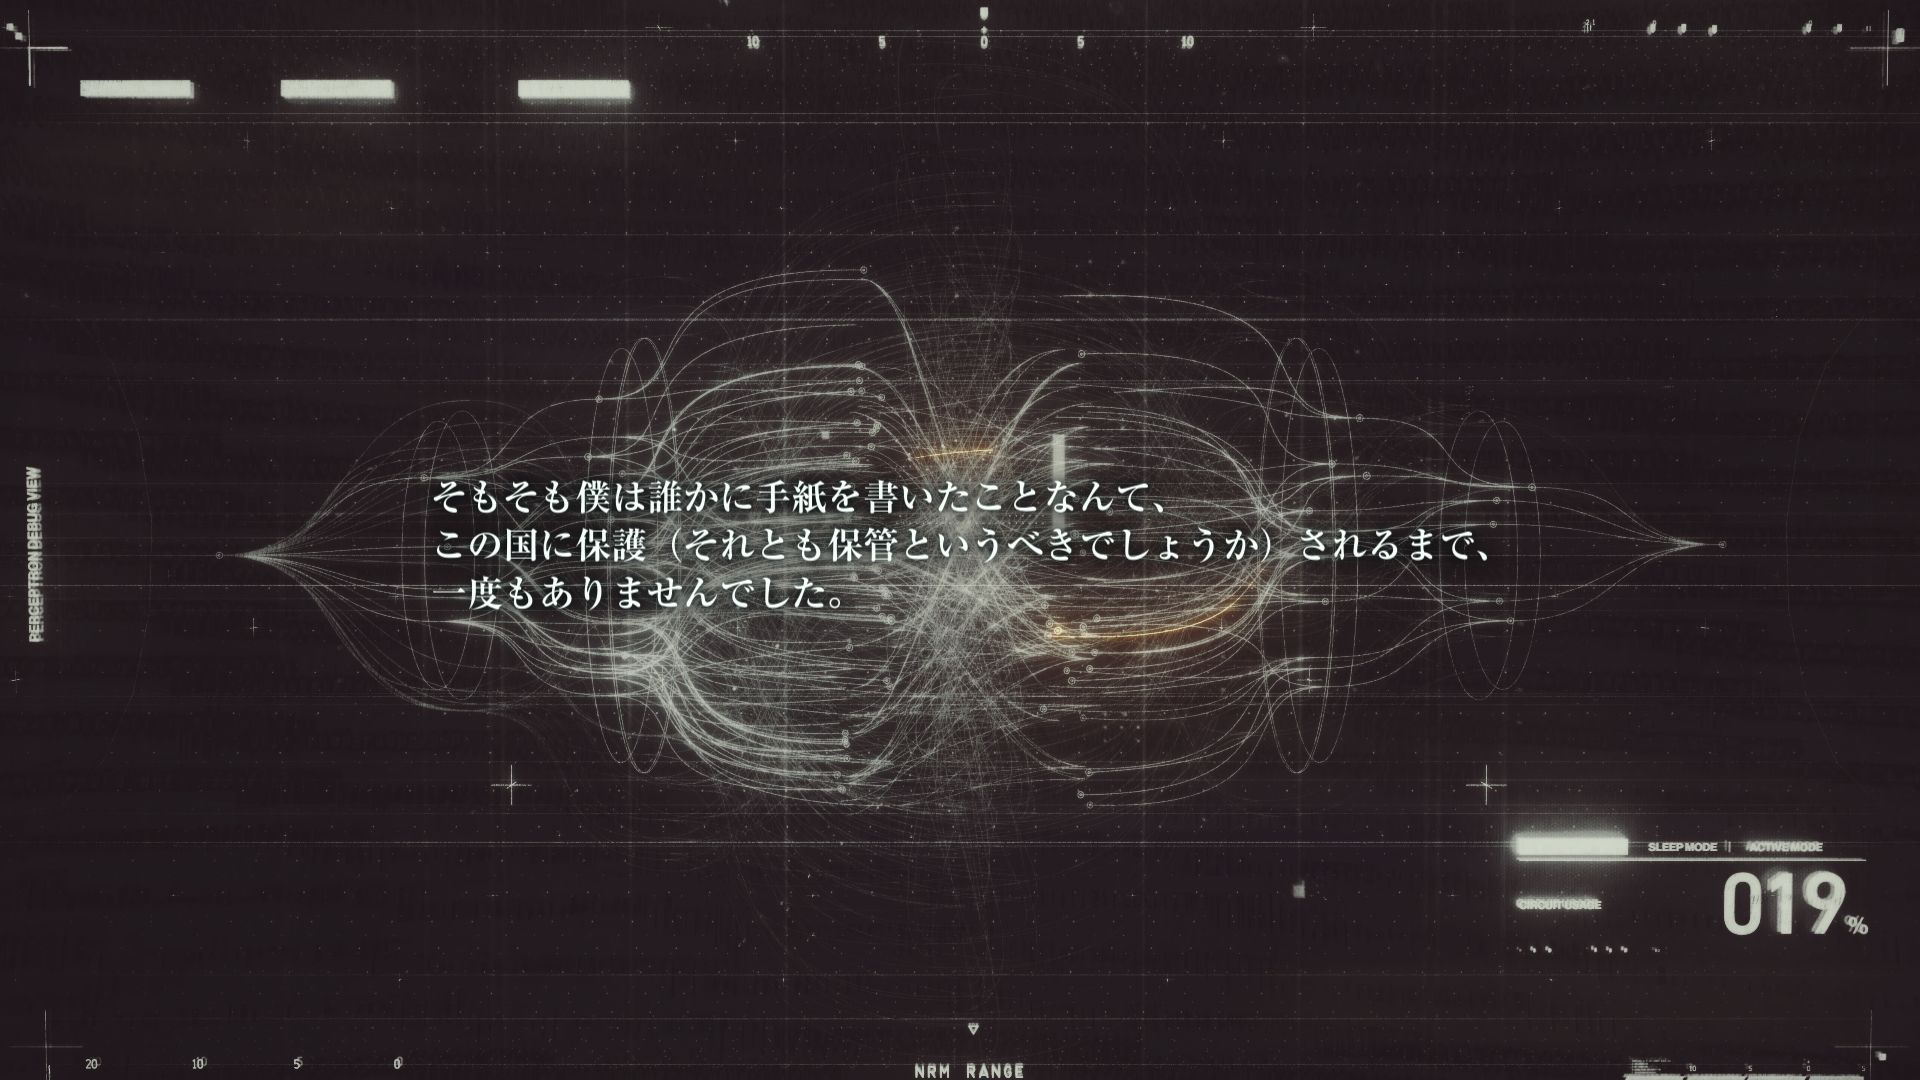 10 5 0 5 10
PERCEPTRON DEBUG VIEW
そもそも僕は誰かに手紙を書いたことなんて、
この国に保護（それとも保管というべきでしょうか）されるまで、
一度もありませんでした。
SLEEP MODE || ACTIVE MODE
CIRCUIT USAGE
019%
20 10 5 0
NRM RANGE
10 5 0 5